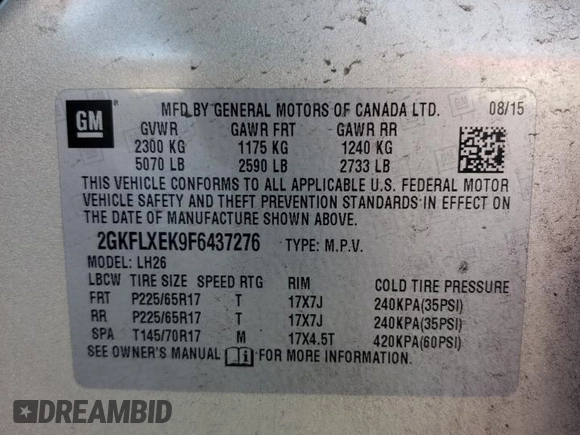 GM
MFD BY GENERAL MOTORS OF CANADA LTD. 08/15
GVWR GAWR FRT GAWR RR
2300 KG 1175 KG 1240 KG
5070 LB 2590 LB 2733 LB
THIS VEHICLE CONFORMS TO ALL APPLICABLE U.S. FEDERAL MOTOR
VEHICLE SAFETY AND THEFT PREVENTION STANDARDS IN EFFECT ON
THE DATE OF MANUFACTURE SHOWN ABOVE.
2GKFLXEK9F6437276 TYPE: M.P.V.
MODEL: LH26
LBCW TIRE SIZE SPEED RTG RIM COLD TIRE PRESSURE
FRT P225/65R17 T 17X7J 240KPA(35PSI)
RR P225/65R17 T 17X7J 240KPA(35PSI)
SPA T145/70R17 M 17X4.5T 420KPA(60PSI)
SEE OWNER'S MANUAL FOR MORE INFORMATION.
DREAMBID